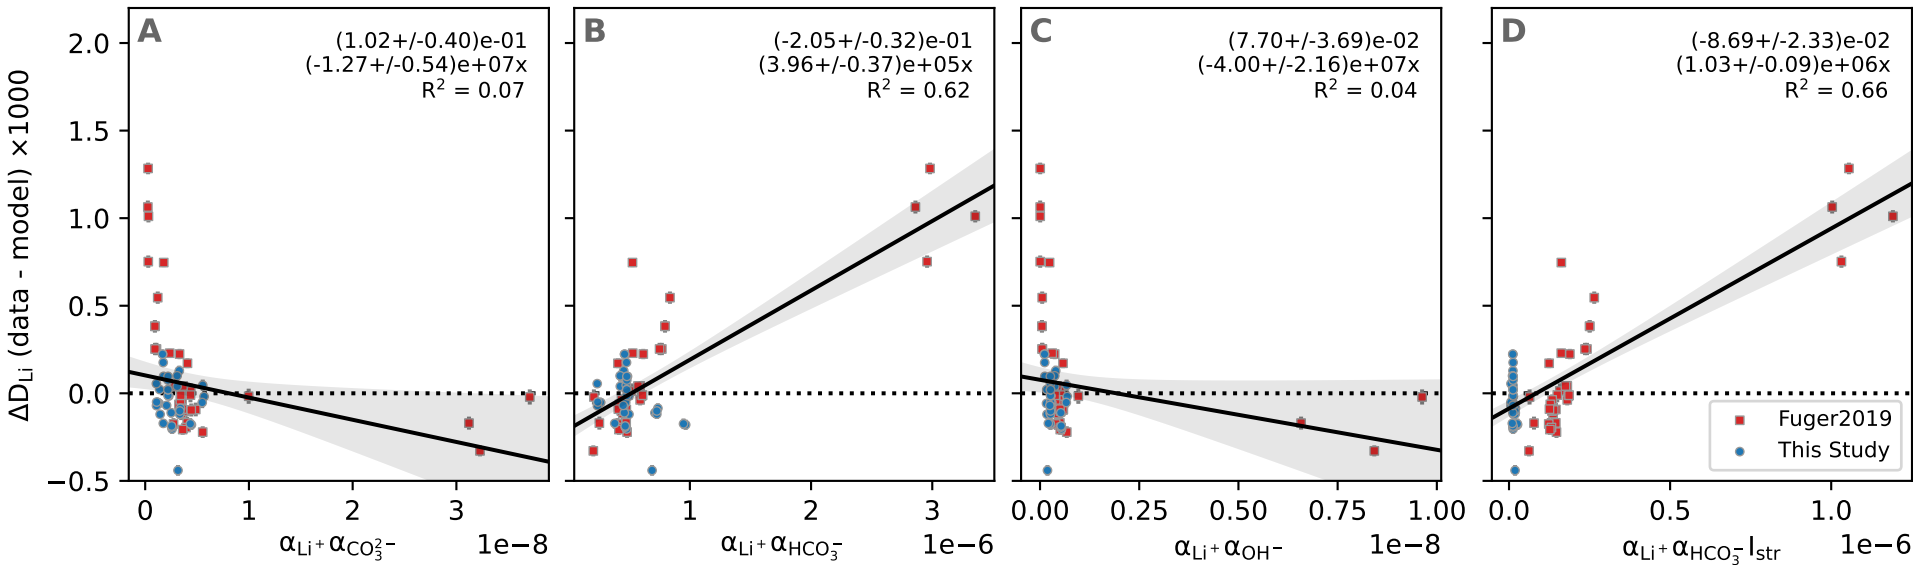 A
(1.02+/-0.40)e-01
(-1.27+/-0.54)e+07x
R² = 0.07
B
(-2.05+/-0.32)e-01
(3.96+/-0.37)e+05x
R² = 0.62
C
(7.70+/-3.69)e-02
(-4.00+/-2.16)e+07x
R² = 0.04
D
(-8.69+/-2.33)e-02
(1.03+/-0.09)e+06x
R² = 0.66
ΔD_Li (data - model) ×1000
2.0
1.5
1.0
0.5
0.0
−0.5
Fuger2019
This Study
0 1 2 3
α_Li⁺α_CO₃²⁻ 1e-8
1 2 3
α_Li⁺α_HCO₃⁻ 1e-6
0.00 0.25 0.50 0.75 1.00
α_Li⁺α_OH⁻ 1e-8
0.0 0.5 1.0
α_Li⁺α_HCO₃⁻I_str 1e-6